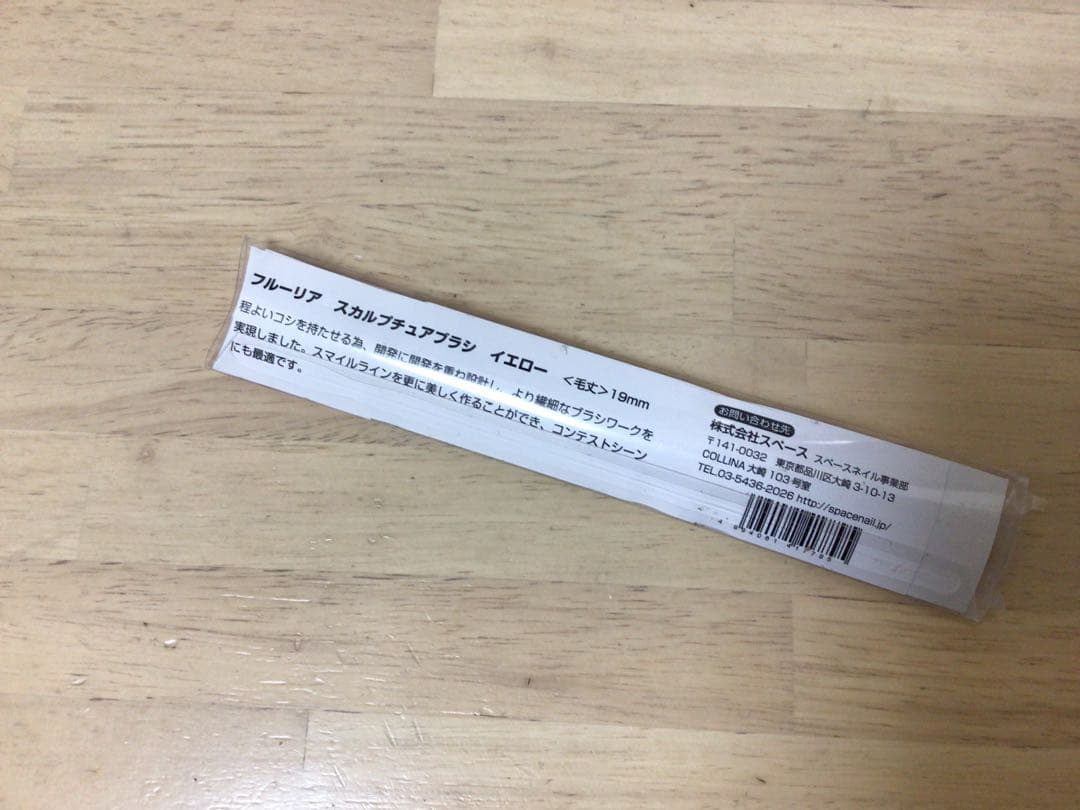 フルーリア スカルプチュアブラシ イエロー <毛丈>19mm
程よいコシを持たせる為、開発に開発を重ね設計し、より繊細なブラシワークを
実現しました。スマイルラインを更に美しく作ることができ、コンテストシーン
にも最適です。
お問い合わせ先
株式会社スペース スペースネイル事業部
〒141-0032 東京都品川区大崎 3-10-13
COLLINA 大崎 103 号室
TEL.03-5436-2026 http://spacenail.jp/